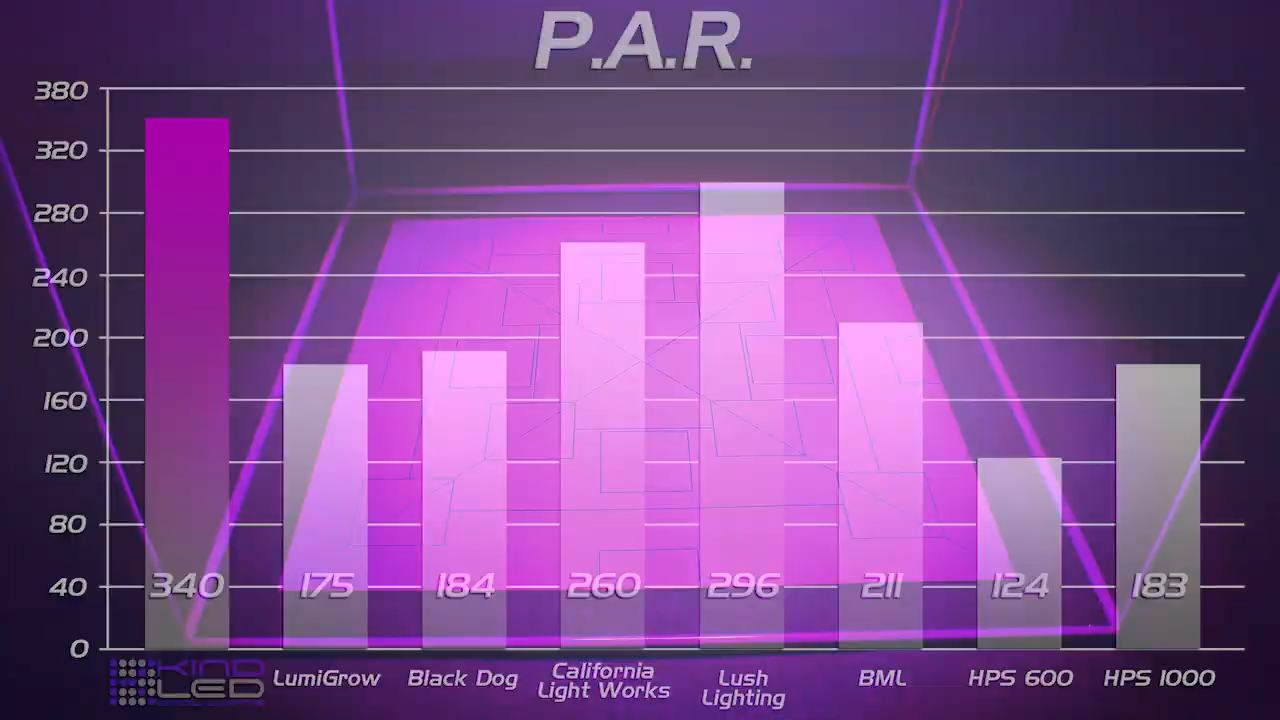 P.A.R.
380
320
280
240
200
160
120
80
40
0
340
175
184
260
296
211
124
183
KIND
LED
LumiGrow
Black Dog
California
Light Works
Lush
Lighting
BML
HPS 600
HPS 1000